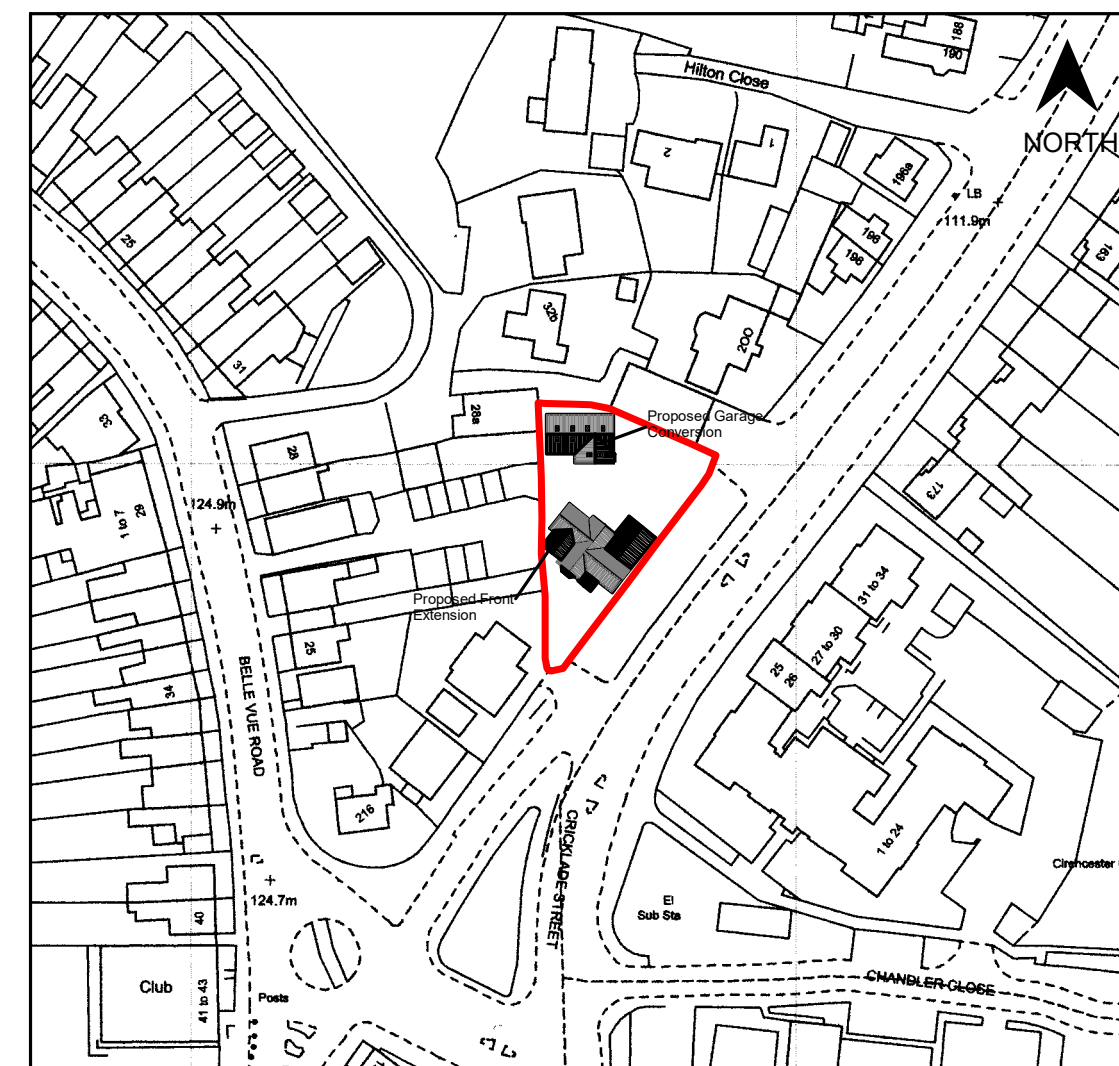 188
190
Hilton Close
NORTH
2
1
196a
LB
111.9m
198
198
193
25
32b
200
31
28a
Proposed Garage
Conversion
33
28
173
124.9m
29
1 to 7
31 to 34
Proposed Front
Extension
27 to 30
25
25
26
34
BELLE VUE ROAD
216
CRICKLADE STREET
1 to 24
Cirencester
124.7m
El
Sub Sta
40
CHANDLER CLOSE
Club
41 to 43
Posts